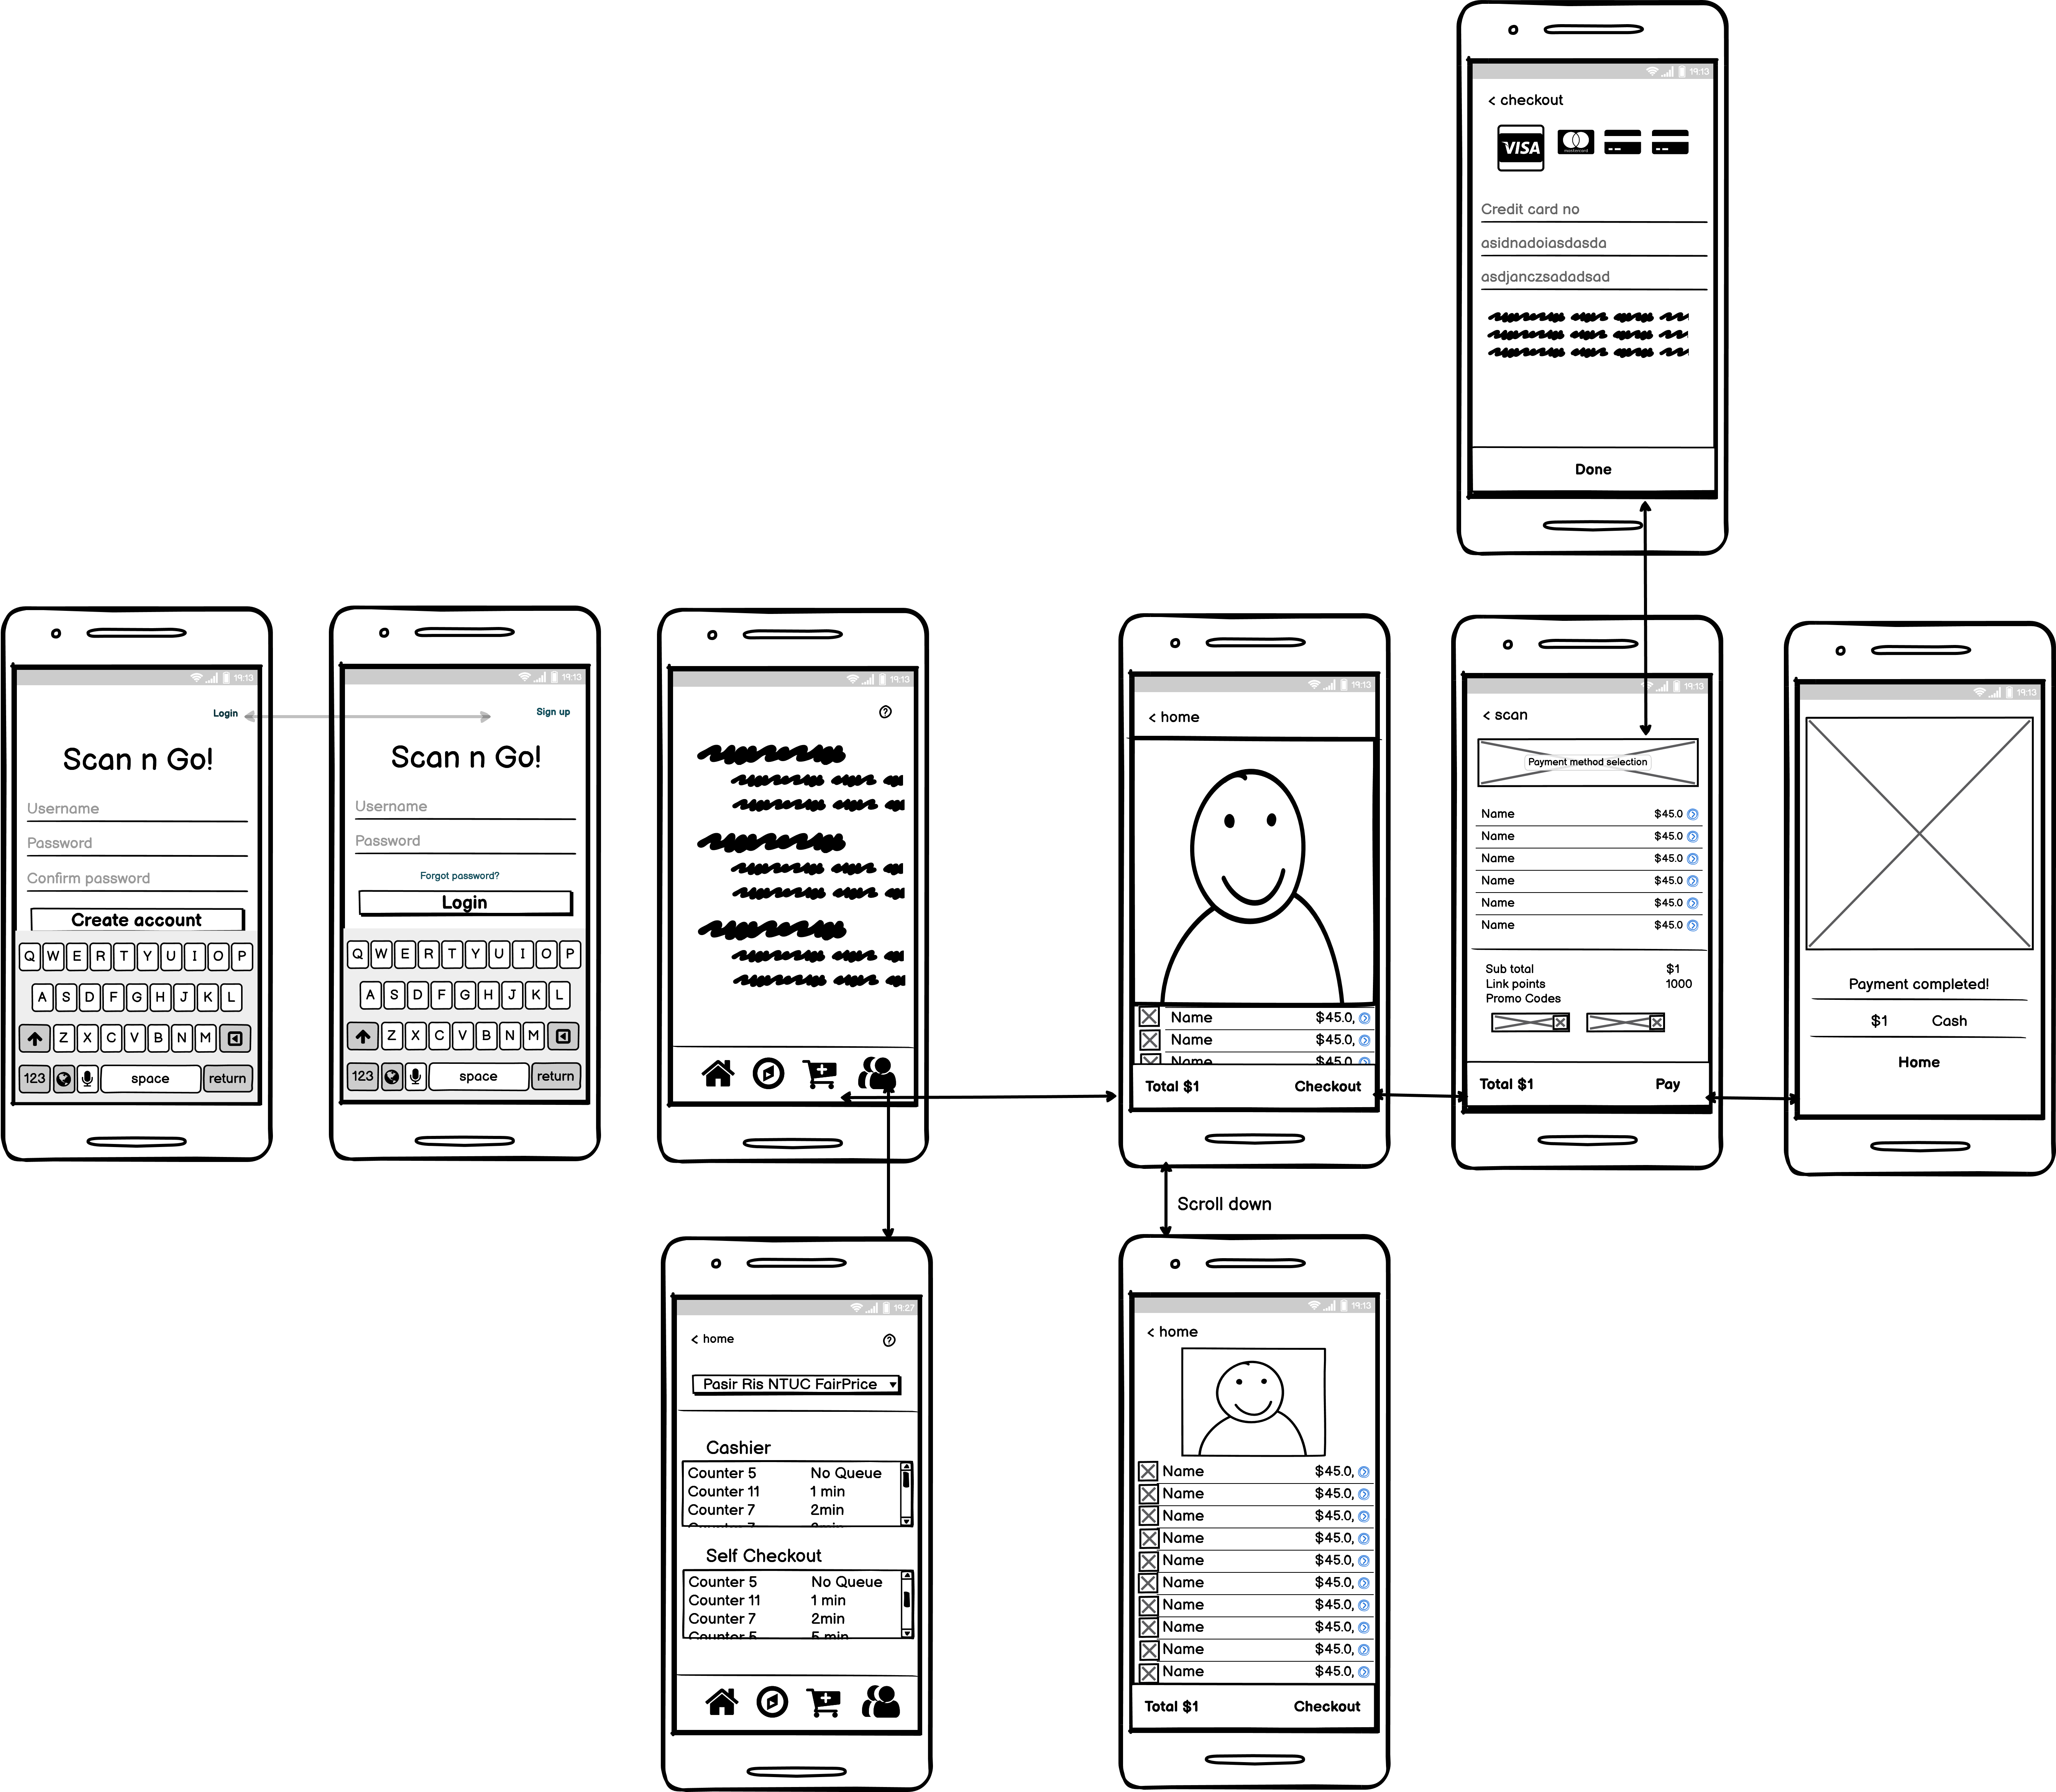 19:13
< checkout
VISA
mastercard
Credit card no
asidnadoiasdasda
asdjanczsadadsad
Done
19:13
Login
Scan n Go!
Username
Password
Confirm password
Create account
Q W E R T Y U I O P
A S D F G H J K L
Z X C V B N M
123 space return
19:13
Sign up
Scan n Go!
Username
Password
Forgot password?
Login
Q W E R T Y U I O P
A S D F G H J K L
Z X C V B N M
123 space return
19:13
?
19:13
< home
Name $45.0,
Name $45.0,
Name $45.0
Total $1 Checkout
19:13
< scan
Payment method selection
Name $45.0
Name $45.0
Name $45.0
Name $45.0
Name $45.0
Name $45.0
Sub total $1
Link points 1000
Promo Codes
Total $1 Pay
19:13
Payment completed!
$1 Cash
Home
Scroll down
19:27
< home ?
Pasir Ris NTUC FairPrice
Cashier
Counter 5 No Queue
Counter 11 1 min
Counter 7 2min
Self Checkout
Counter 5 No Queue
Counter 11 1 min
Counter 7 2min
Counter 5 5 min
19:13
< home
Name $45.0,
Name $45.0,
Name $45.0,
Name $45.0,
Name $45.0,
Name $45.0,
Name $45.0,
Name $45.0,
Name $45.0,
Name $45.0,
Total $1 Checkout